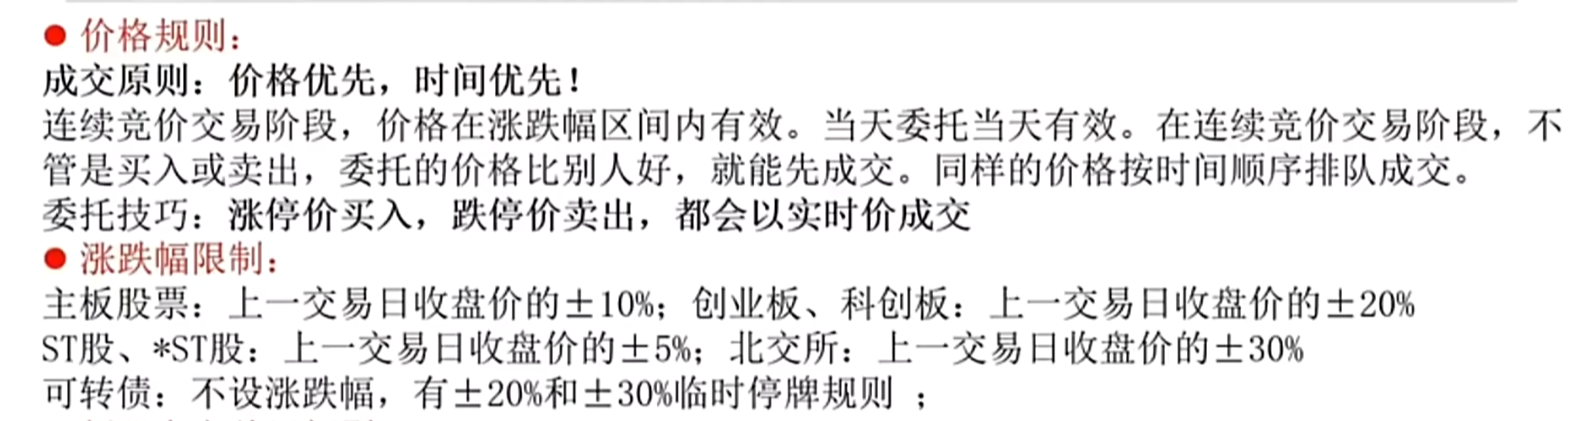 ● 价格规则：
成交原则：价格优先，时间优先！
连续竞价交易阶段，价格在涨跌幅区间内有效。当天委托当天有效。在连续竞价交易阶段，不
管是买入或卖出，委托的价格比别人好，就能先成交。同样的价格按时间顺序排队成交。
委托技巧：涨停价买入，跌停价卖出，都会以实时价成交
● 涨跌幅限制：
主板股票：上一交易日收盘价的±10%；创业板、科创板：上一交易日收盘价的±20%
ST股、*ST股：上一交易日收盘价的±5%；北交所：上一交易日收盘价的±30%
可转债：不设涨跌幅，有±20%和±30%临时停牌规则 ；